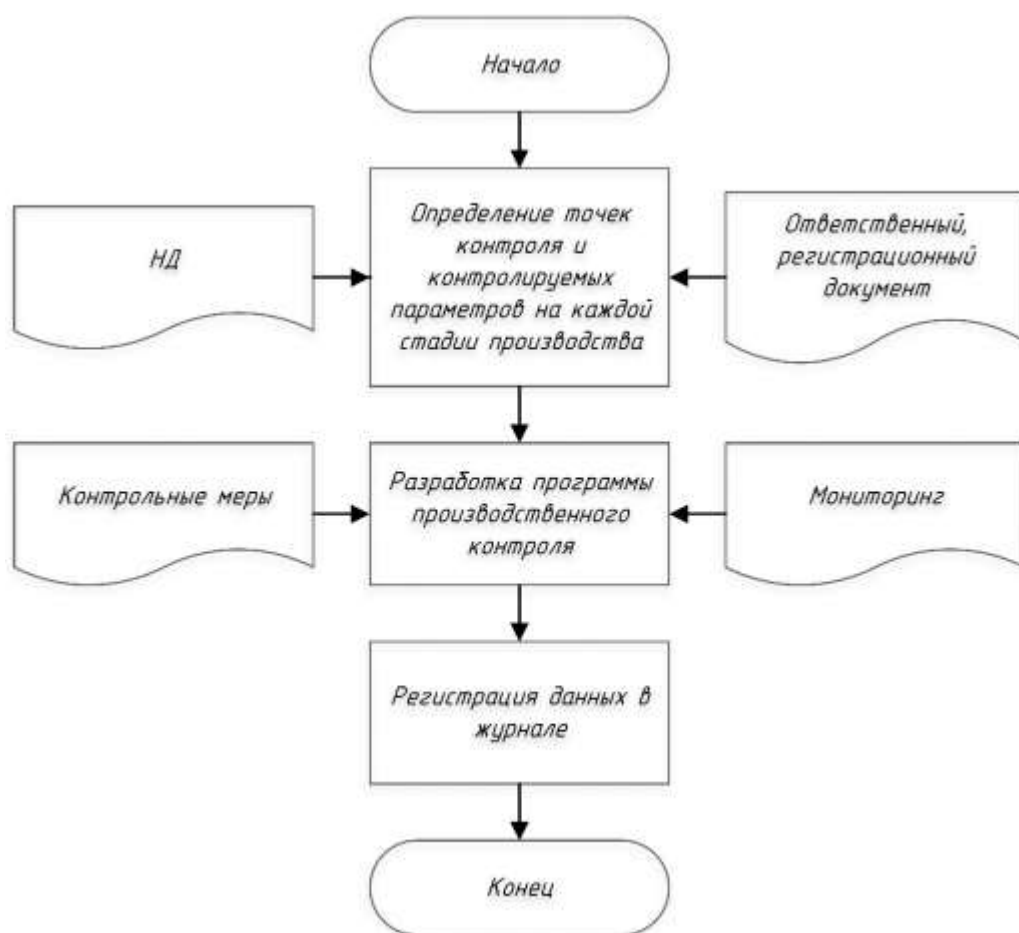 Начало
НД
Определение точек
контроля и
контролируемых
параметров на каждой
стадии производства
Ответственный,
регистрационный
документ
Контрольные меры
Разработка программы
производственного
контроля
Мониторинг
Регистрация данных в
журнале
Конец